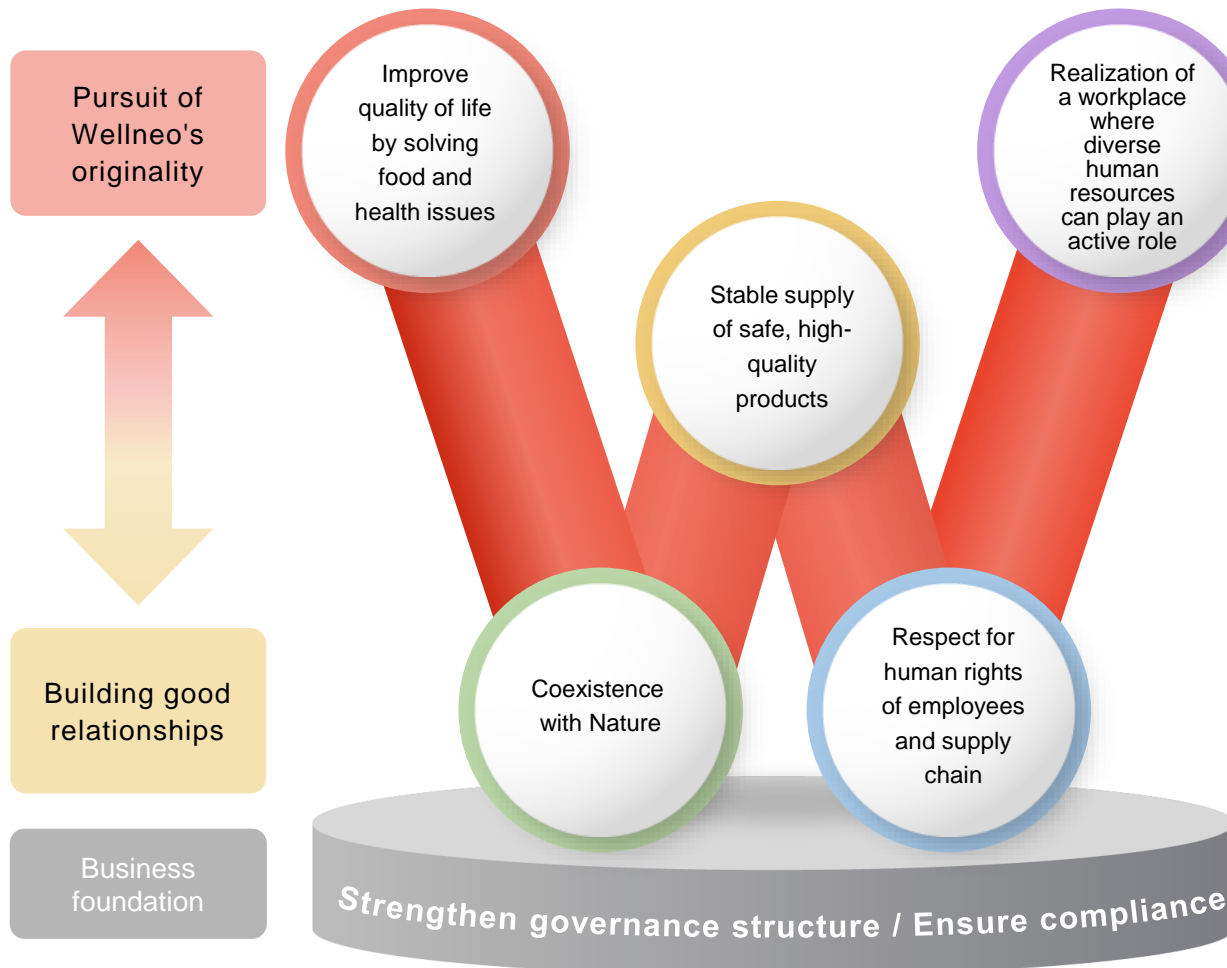 Pursuit of
Wellneo's
originality
Improve
quality of life
by solving
food and
health issues
Realization of
a workplace
where
diverse
human
resources
can play an
active role
Stable supply
of safe, high-
quality
products
Building good
relationships
Coexistence
with Nature
Respect for
human rights
of employees
and supply
chain
Business
foundation
Strengthen governance structure / Ensure compliance